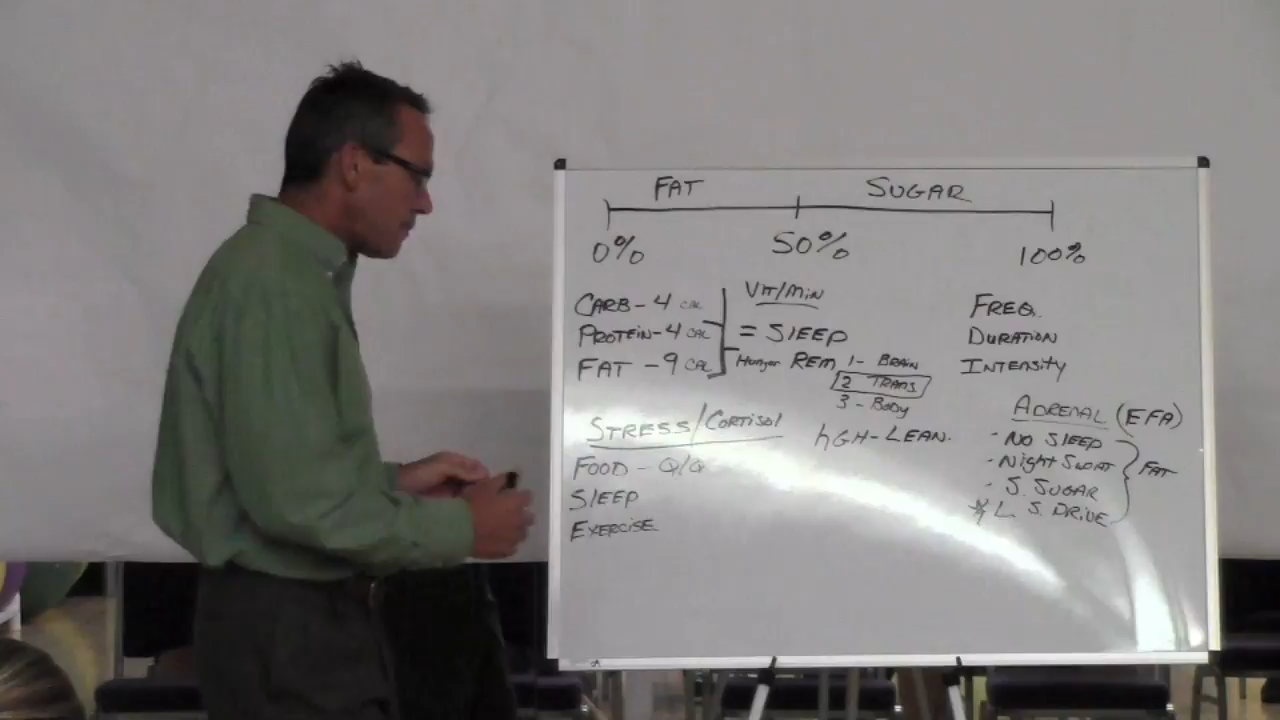 FAT SUGAR
0% 50% 100%
CARB - 4 CAL
PROTEIN - 4 CAL
FAT - 9 CAL
VIT/MIN
= SLEEP
Hunger REM 1 - BRAIN
2 TRANS
3 - BODY
FREQ.
DURATION
INTENSITY
STRESS/CORTISOL
FOOD - Q/Q
SLEEP
EXERCISE
hGH - LEAN.
ADRENAL (EFA)
- NO SLEEP
- Night SWEAT
- S. SUGAR
* L S. DRIVE
FAT